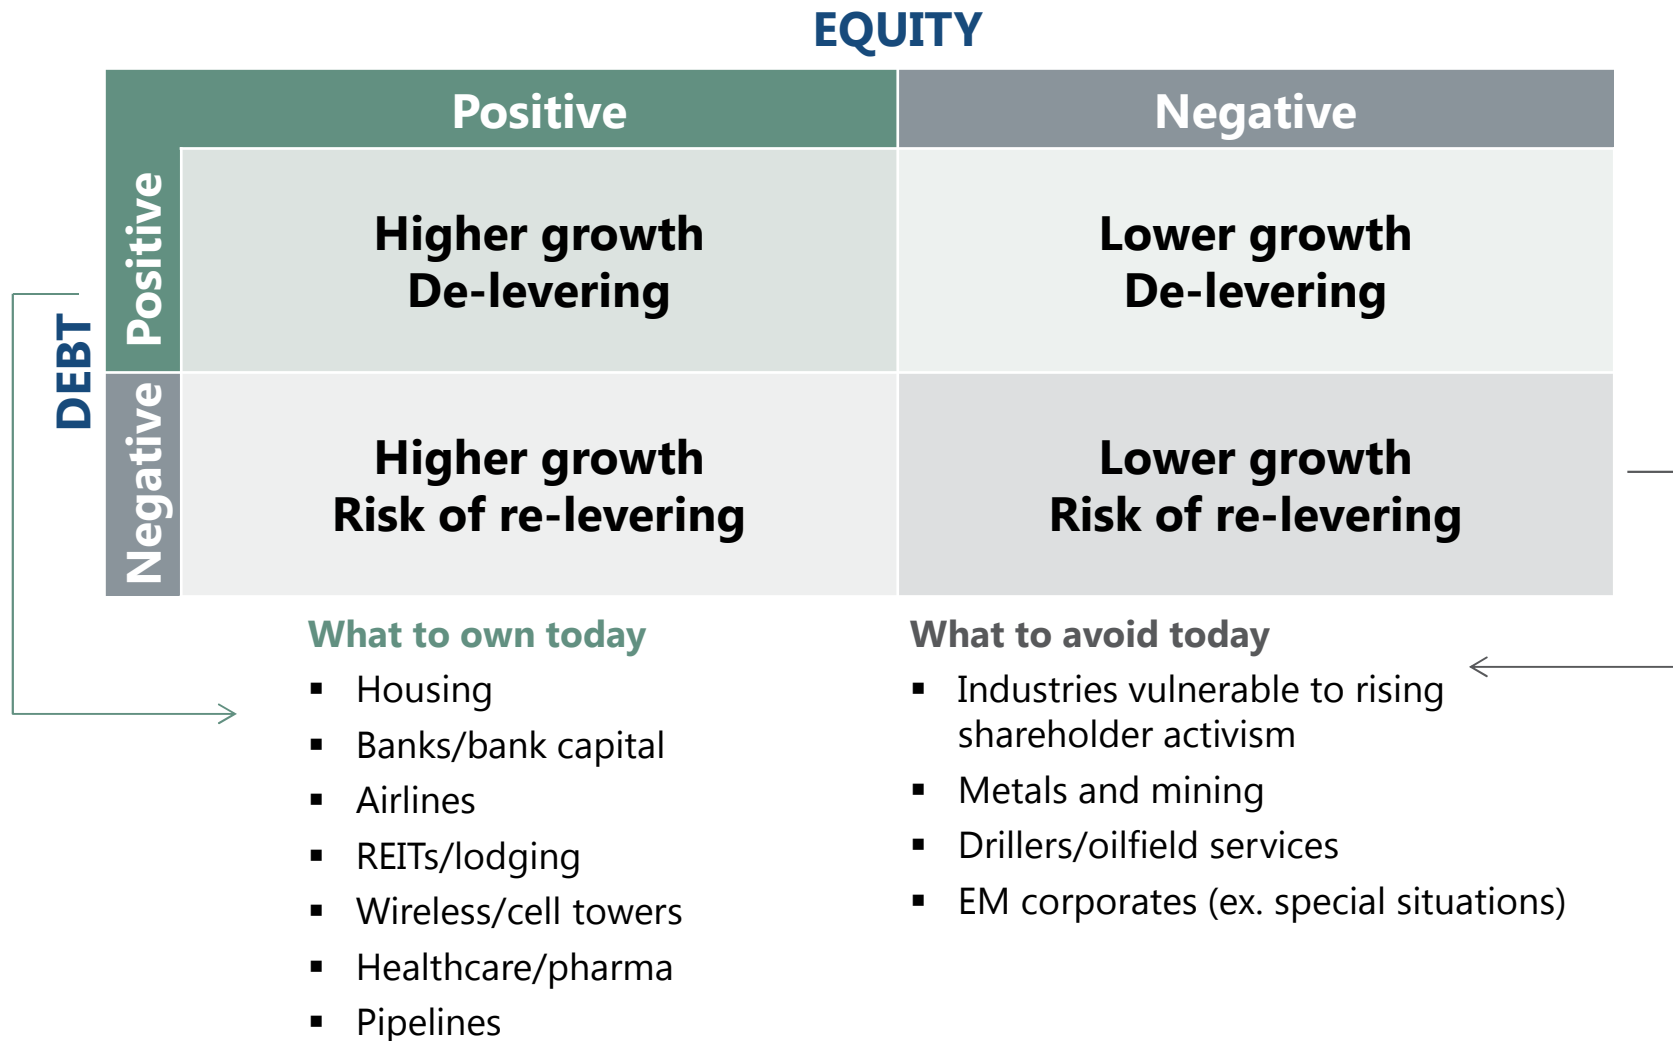 EQUITY
Positive
Negative
DEBT
Positive
Higher growth
De-levering
Lower growth
De-levering
Negative
Higher growth
Risk of re-levering
Lower growth
Risk of re-levering
What to own today
▪ Housing
▪ Banks/bank capital
▪ Airlines
▪ REITs/lodging
▪ Wireless/cell towers
▪ Healthcare/pharma
▪ Pipelines
What to avoid today
▪ Industries vulnerable to rising
shareholder activism
▪ Metals and mining
▪ Drillers/oilfield services
▪ EM corporates (ex. special situations)